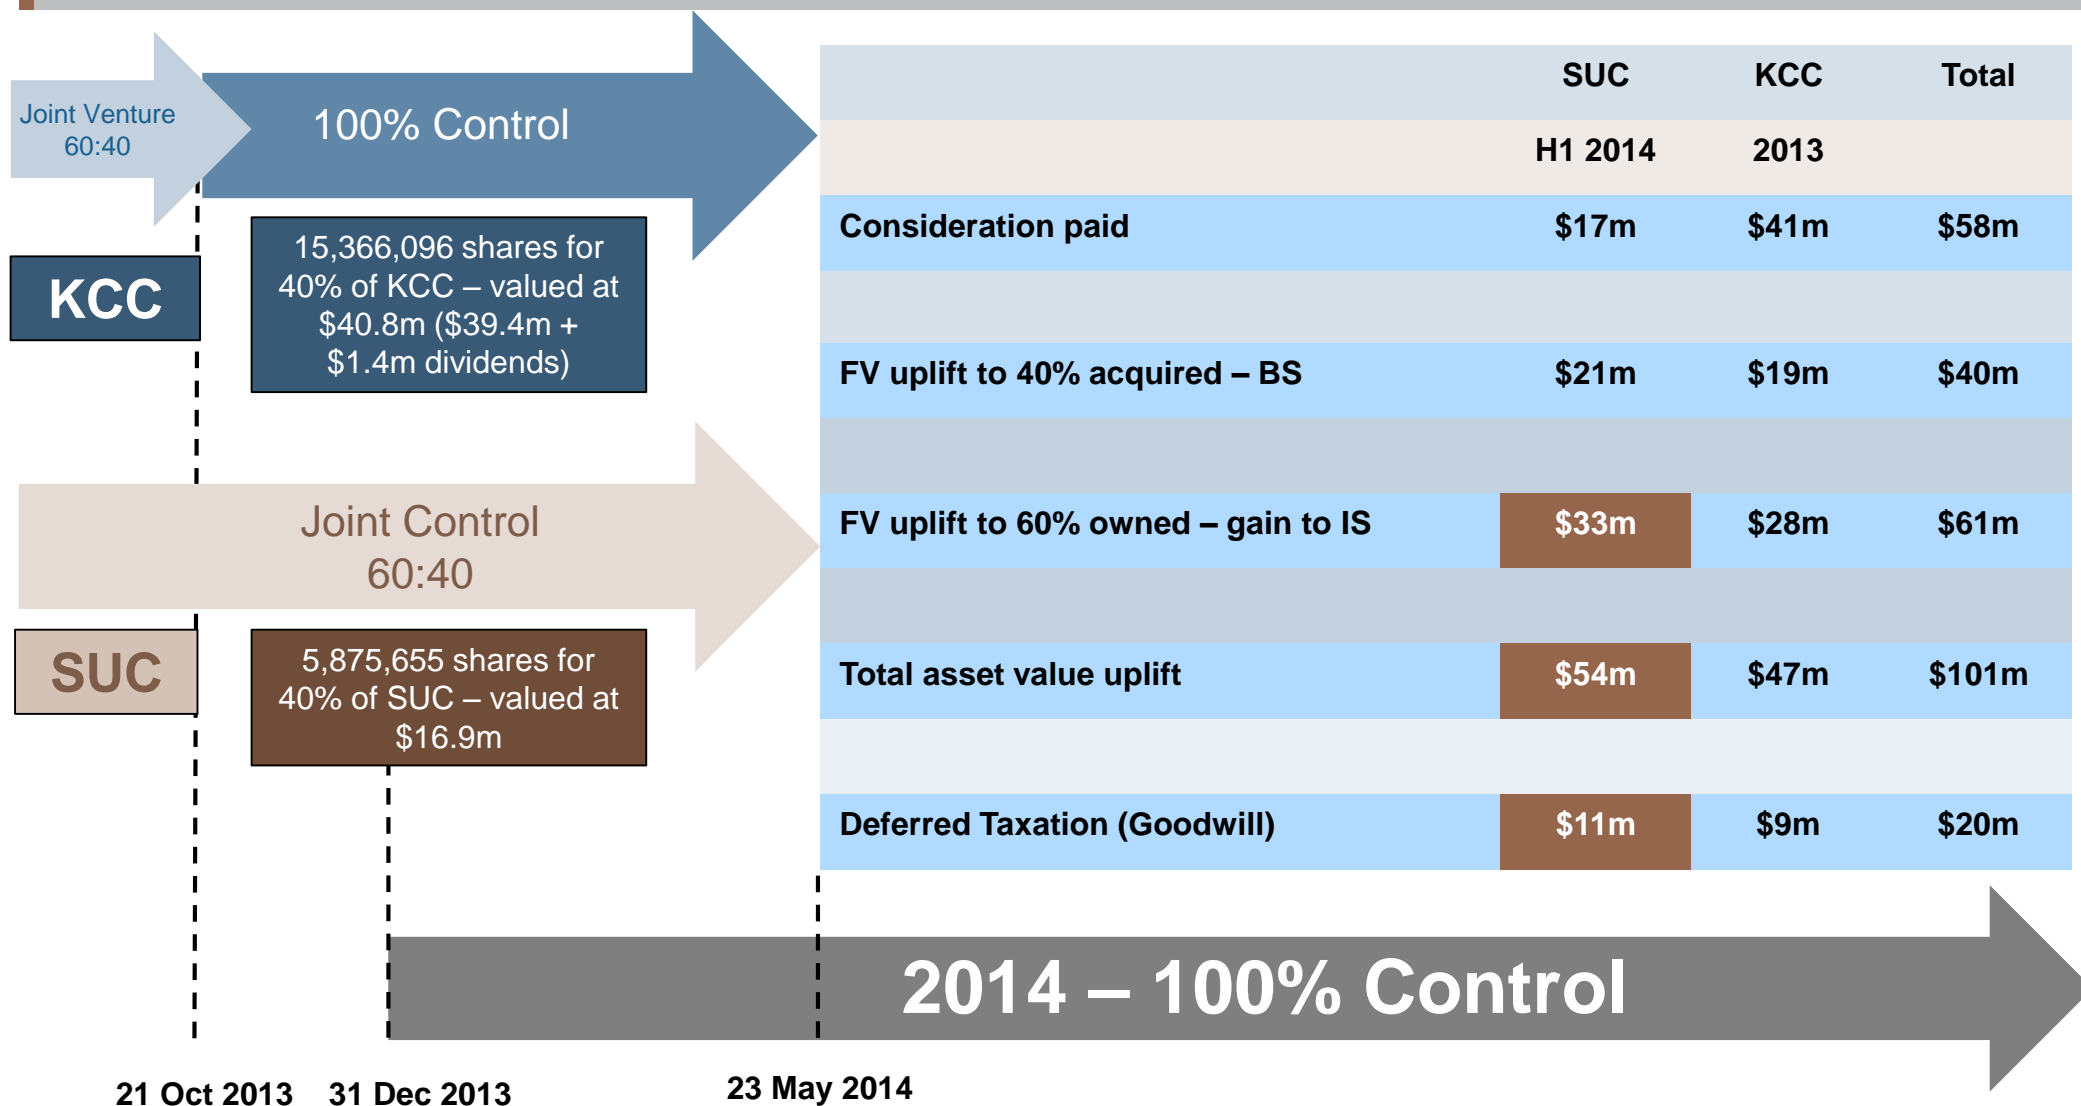 Joint Venture
60:40
100% Control
KCC
15,366,096 shares for
40% of KCC – valued at
$40.8m ($39.4m +
$1.4m dividends)
Joint Control
60:40
SUC
5,875,655 shares for
40% of SUC – valued at
$16.9m
SUC KCC Total
H1 2014 2013
Consideration paid $17m $41m $58m
FV uplift to 40% acquired – BS $21m $19m $40m
FV uplift to 60% owned – gain to IS $33m $28m $61m
Total asset value uplift $54m $47m $101m
Deferred Taxation (Goodwill) $11m $9m $20m
2014 – 100% Control
21 Oct 2013 31 Dec 2013 23 May 2014